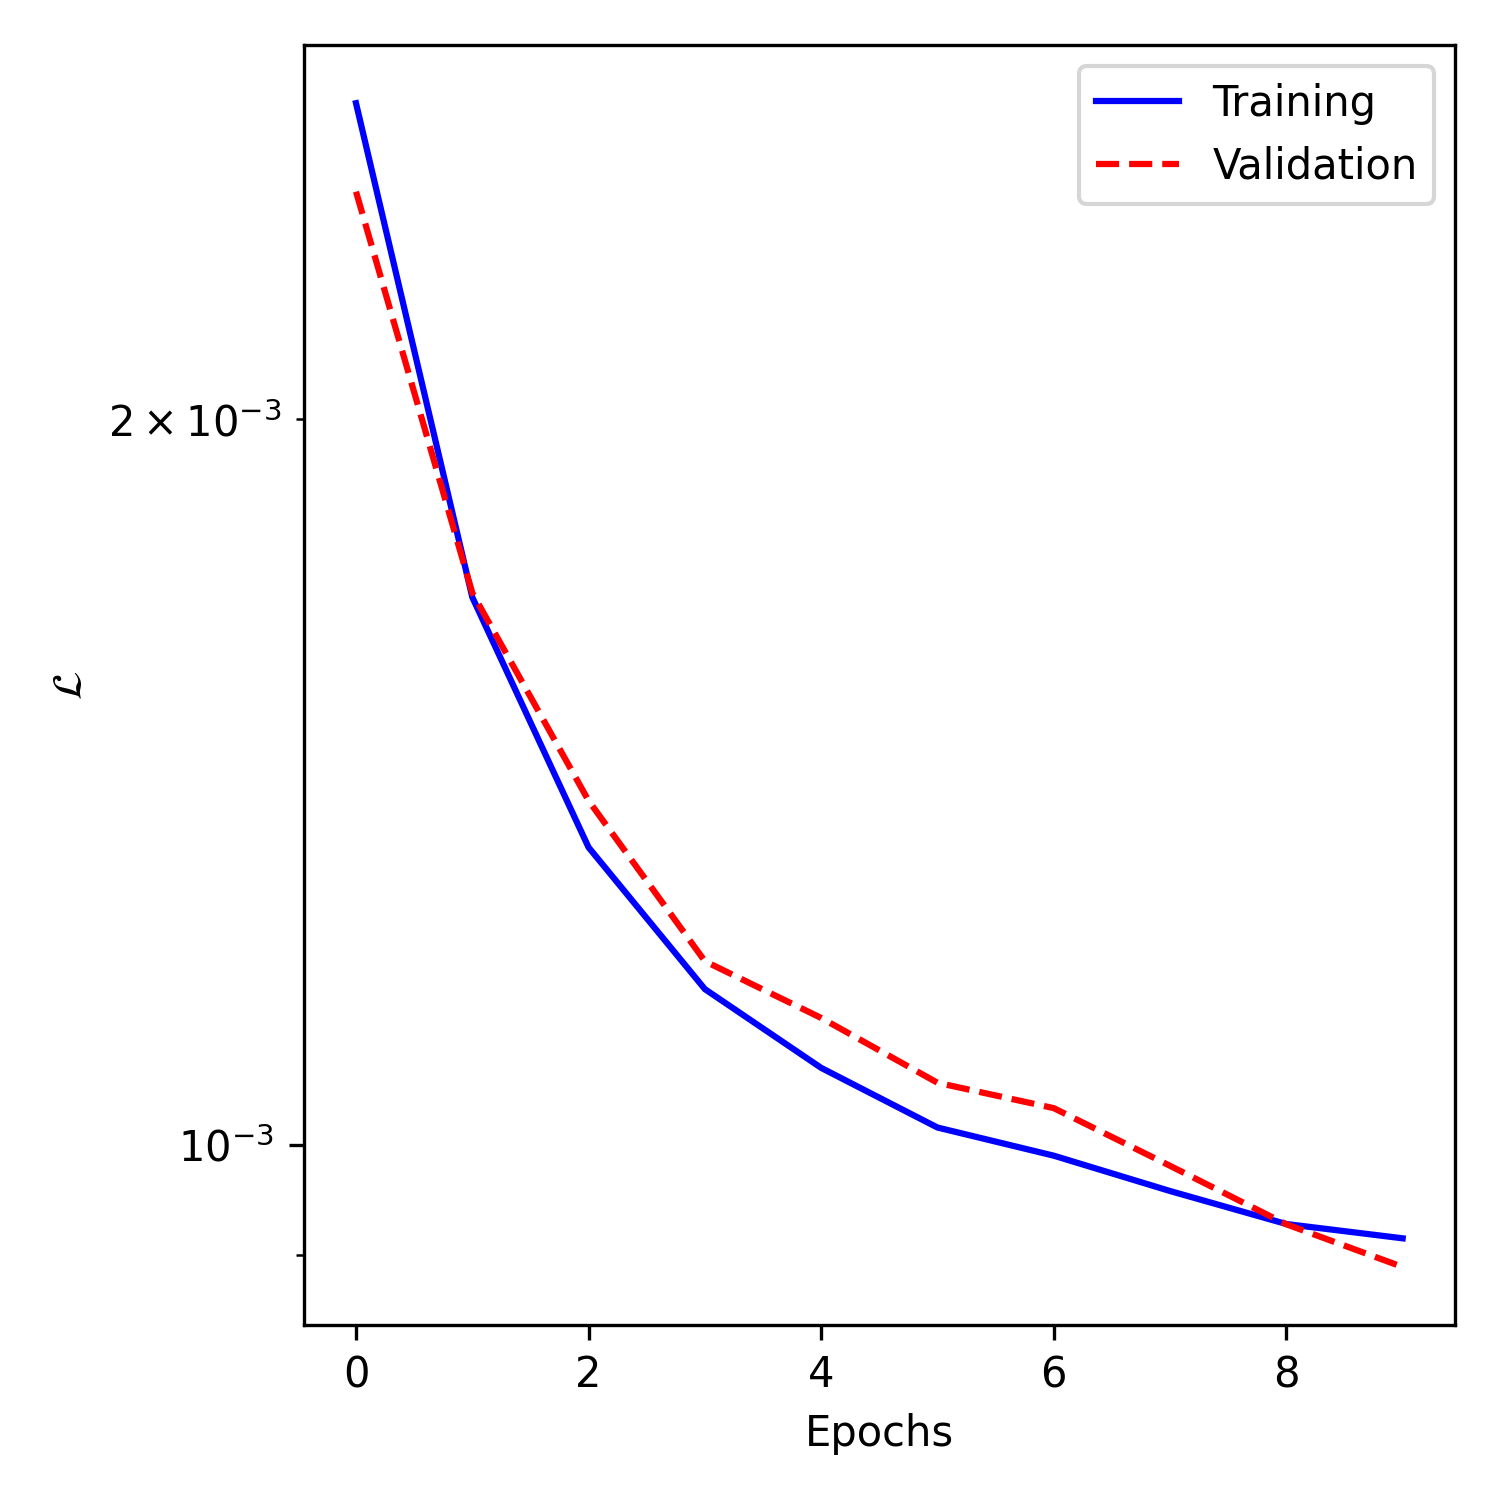 Training
Validation
2 × 10⁻³
10⁻³
ℒ
0 2 4 6 8
Epochs